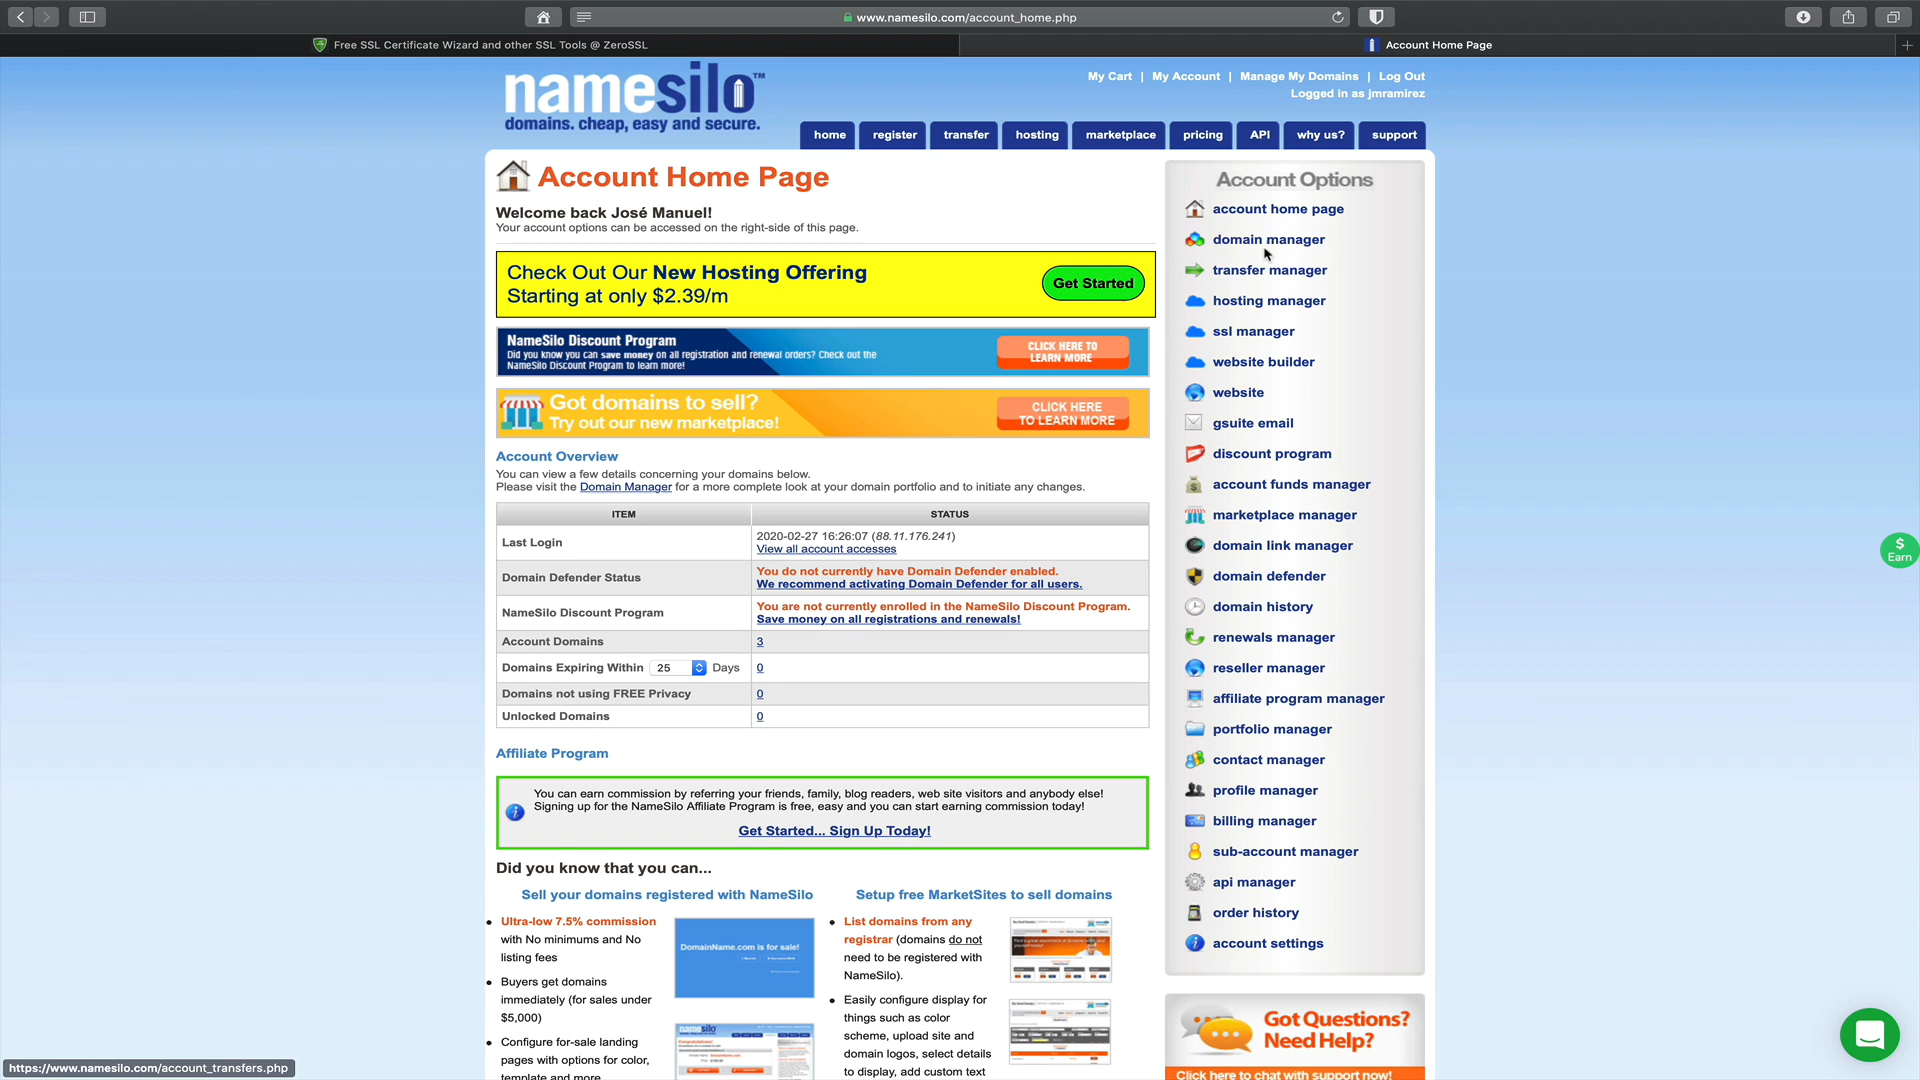 www.namesilo.com/account_home.php
Free SSL Certificate Wizard and other SSL Tools @ ZeroSSL
Account Home Page
namesilo™
domains. cheap, easy and secure.
My Cart | My Account | Manage My Domains | Log Out
Logged in as jmramirez
home
register
transfer
hosting
marketplace
pricing
API
why us?
support
Account Home Page
Welcome back José Manuel!
Your account options can be accessed on the right-side of this page.
Check Out Our New Hosting Offering
Starting at only $2.39/m
Get Started
NameSilo Discount Program
Did you know you can save money on all registration and renewal orders? Check out the
NameSilo Discount Program to learn more!
CLICK HERE TO
LEARN MORE
Got domains to sell?
Try out our new marketplace!
CLICK HERE
TO LEARN MORE
Account Overview
You can view a few details concerning your domains below.
Please visit the Domain Manager for a more complete look at your domain portfolio and to initiate any changes.
ITEM STATUS
Last Login
2020-02-27 16:26:07 (88.11.176.241)
View all account accesses
Domain Defender Status
You do not currently have Domain Defender enabled.
We recommend activating Domain Defender for all users.
NameSilo Discount Program
You are not currently enrolled in the NameSilo Discount Program.
Save money on all registrations and renewals!
Account Domains 3
Domains Expiring Within 25 Days 0
Domains not using FREE Privacy 0
Unlocked Domains 0
Affiliate Program
You can earn commission by referring your friends, family, blog readers, web site visitors and anybody else!
Signing up for the NameSilo Affiliate Program is free, easy and you can start earning commission today!
Get Started... Sign Up Today!
Did you know that you can...
Sell your domains registered with NameSilo
Ultra-low 7.5% commission
with No minimums and No
listing fees
Buyers get domains
immediately (for sales under
$5,000)
Configure for-sale landing
pages with options for color,
template and more
DomainName.com is for sale!
namesilo
Setup free MarketSites to sell domains
List domains from any
registrar (domains do not
need to be registered with
NameSilo).
Easily configure display for
things such as color
scheme, upload site and
domain logos, select details
to display, add custom text
Account Options
account home page
domain manager
transfer manager
hosting manager
ssl manager
website builder
website
gsuite email
discount program
account funds manager
marketplace manager
domain link manager
domain defender
domain history
renewals manager
reseller manager
affiliate program manager
portfolio manager
contact manager
profile manager
billing manager
sub-account manager
api manager
order history
account settings
Got Questions?
Need Help?
Click here to chat with support now!
$
Earn
https://www.namesilo.com/account_transfers.php